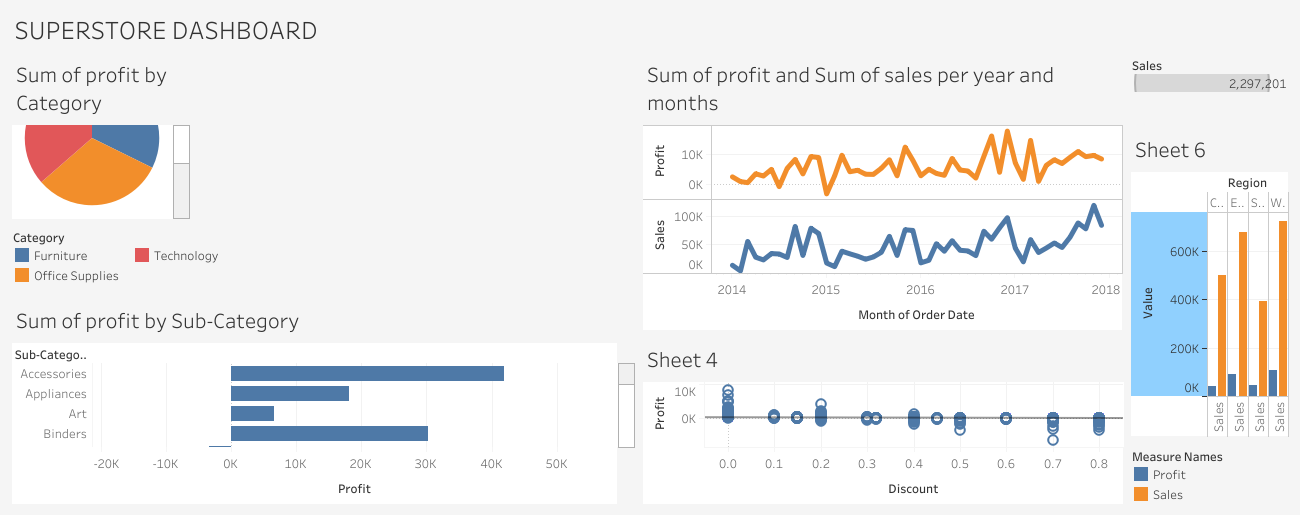 SUPERSTORE DASHBOARD
Sum of profit by
Category
Category
Furniture
Technology
Office Supplies
Sum of profit by Sub-Category
Sub-Catego..
Accessories
Appliances
Art
Binders
-20K -10K 0K 10K 20K 30K 40K 50K
Profit
Sum of profit and Sum of sales per year and
months
Profit
10K
0K
Sales
100K
50K
0K
2014 2015 2016 2017 2018
Month of Order Date
Sheet 4
Profit
10K
0K
0.0 0.1 0.2 0.3 0.4 0.5 0.6 0.7 0.8
Discount
Sales
2,297,201
Sheet 6
Region
C.. E.. S.. W..
Value
600K
400K
200K
0K
Sales Sales Sales Sales
Measure Names
Profit
Sales